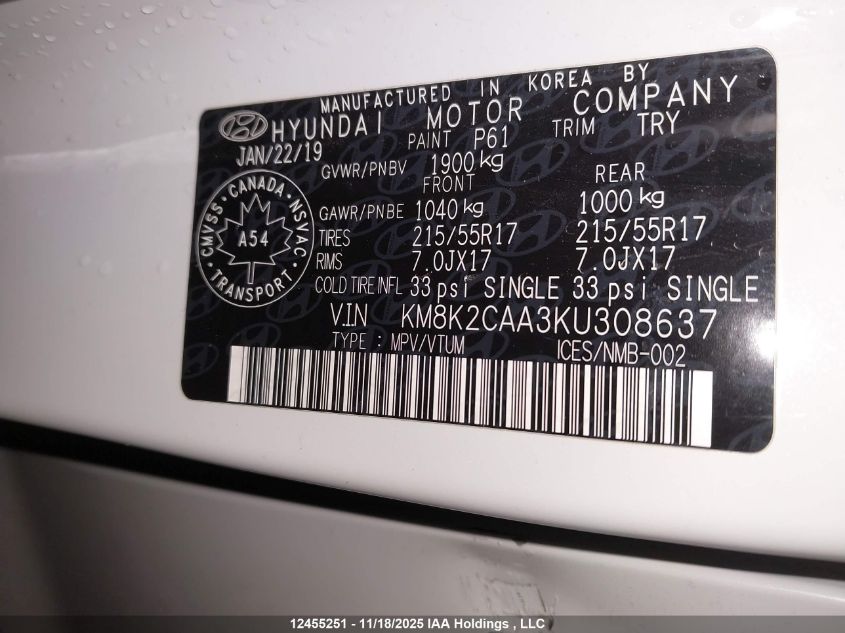 MANUFACTURED IN KOREA BY
HYUNDAI MOTOR COMPANY
JAN/22/19 PAINT P61 TRIM TRY
GVWR/PNBV 1900 kg
FRONT REAR
GAWR/PNBE 1040 kg 1000 kg
TIRES 215/55R17 215/55R17
RIMS 7.0JX17 7.0JX17
COLD TIRE INFL 33 psi SINGLE 33 psi SINGLE
CMVSS · CANADA · NSVAC
A54
· TRANSPORT ·
V.I.N KM8K2CAA3KU308637
TYPE : MPV/VTUM ICES/NMB-002
12455251 - 11/18/2025 IAA Holdings , LLC